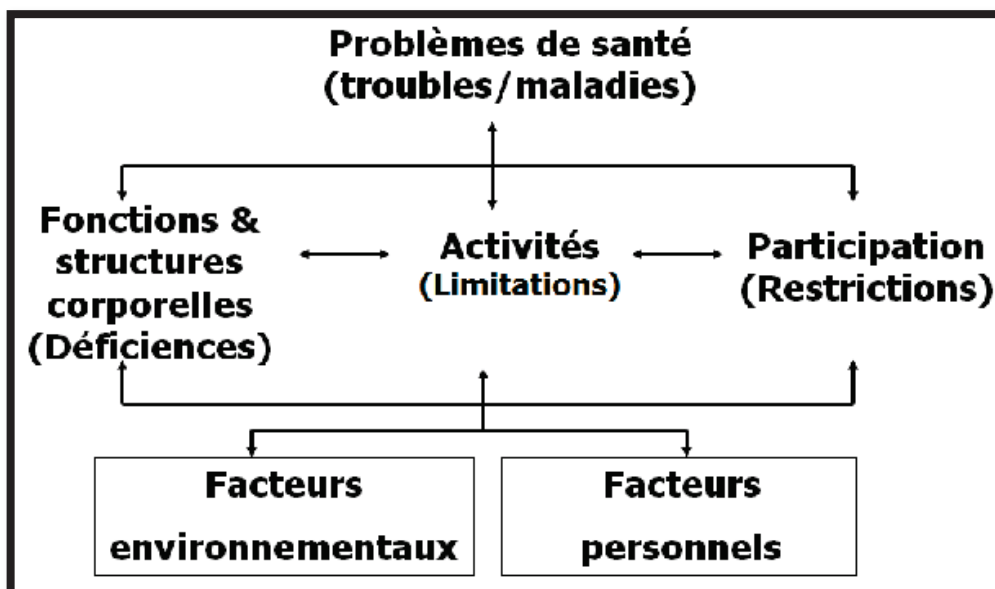 Problèmes de santé
(troubles/maladies)
Fonctions &
structures
corporelles
(Déficiences)
Activités
(Limitations)
Participation
(Restrictions)
Facteurs
environnementaux
Facteurs
personnels